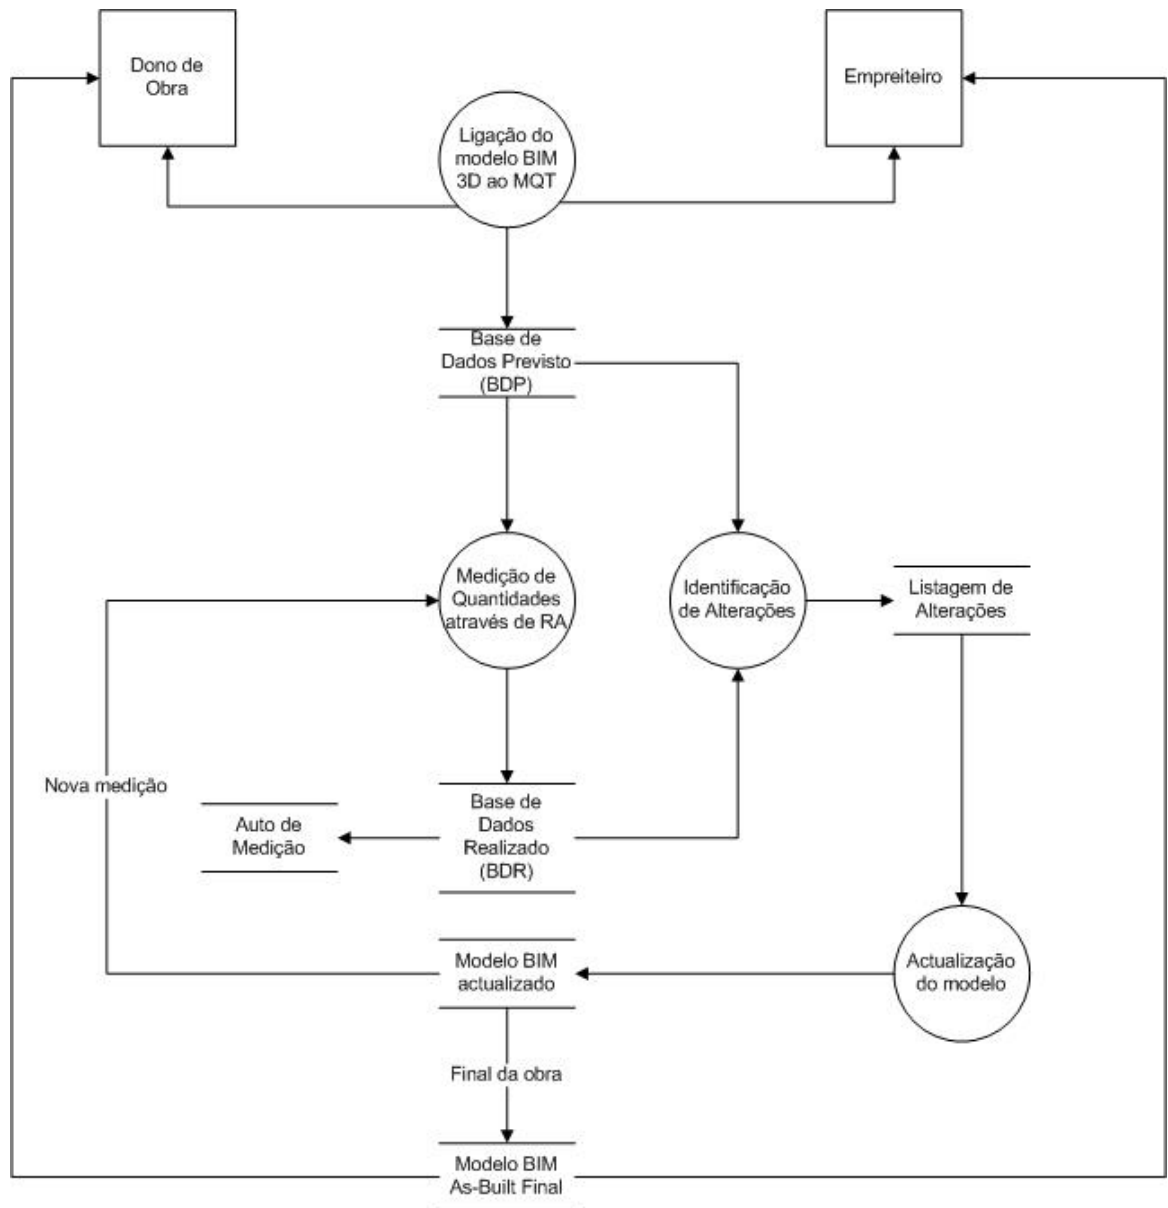 Dono de
Obra
Empreiteiro
Ligação do
modelo BIM
3D ao MQT
Base de
Dados Previsto
(BDP)
Medição de
Quantidades
através de RA
Identificação
de Alterações
Listagem de
Alterações
Nova medição
Auto de
Medição
Base de
Dados
Realizado
(BDR)
Modelo BIM
actualizado
Actualização
do modelo
Final da obra
Modelo BIM
As-Built Final